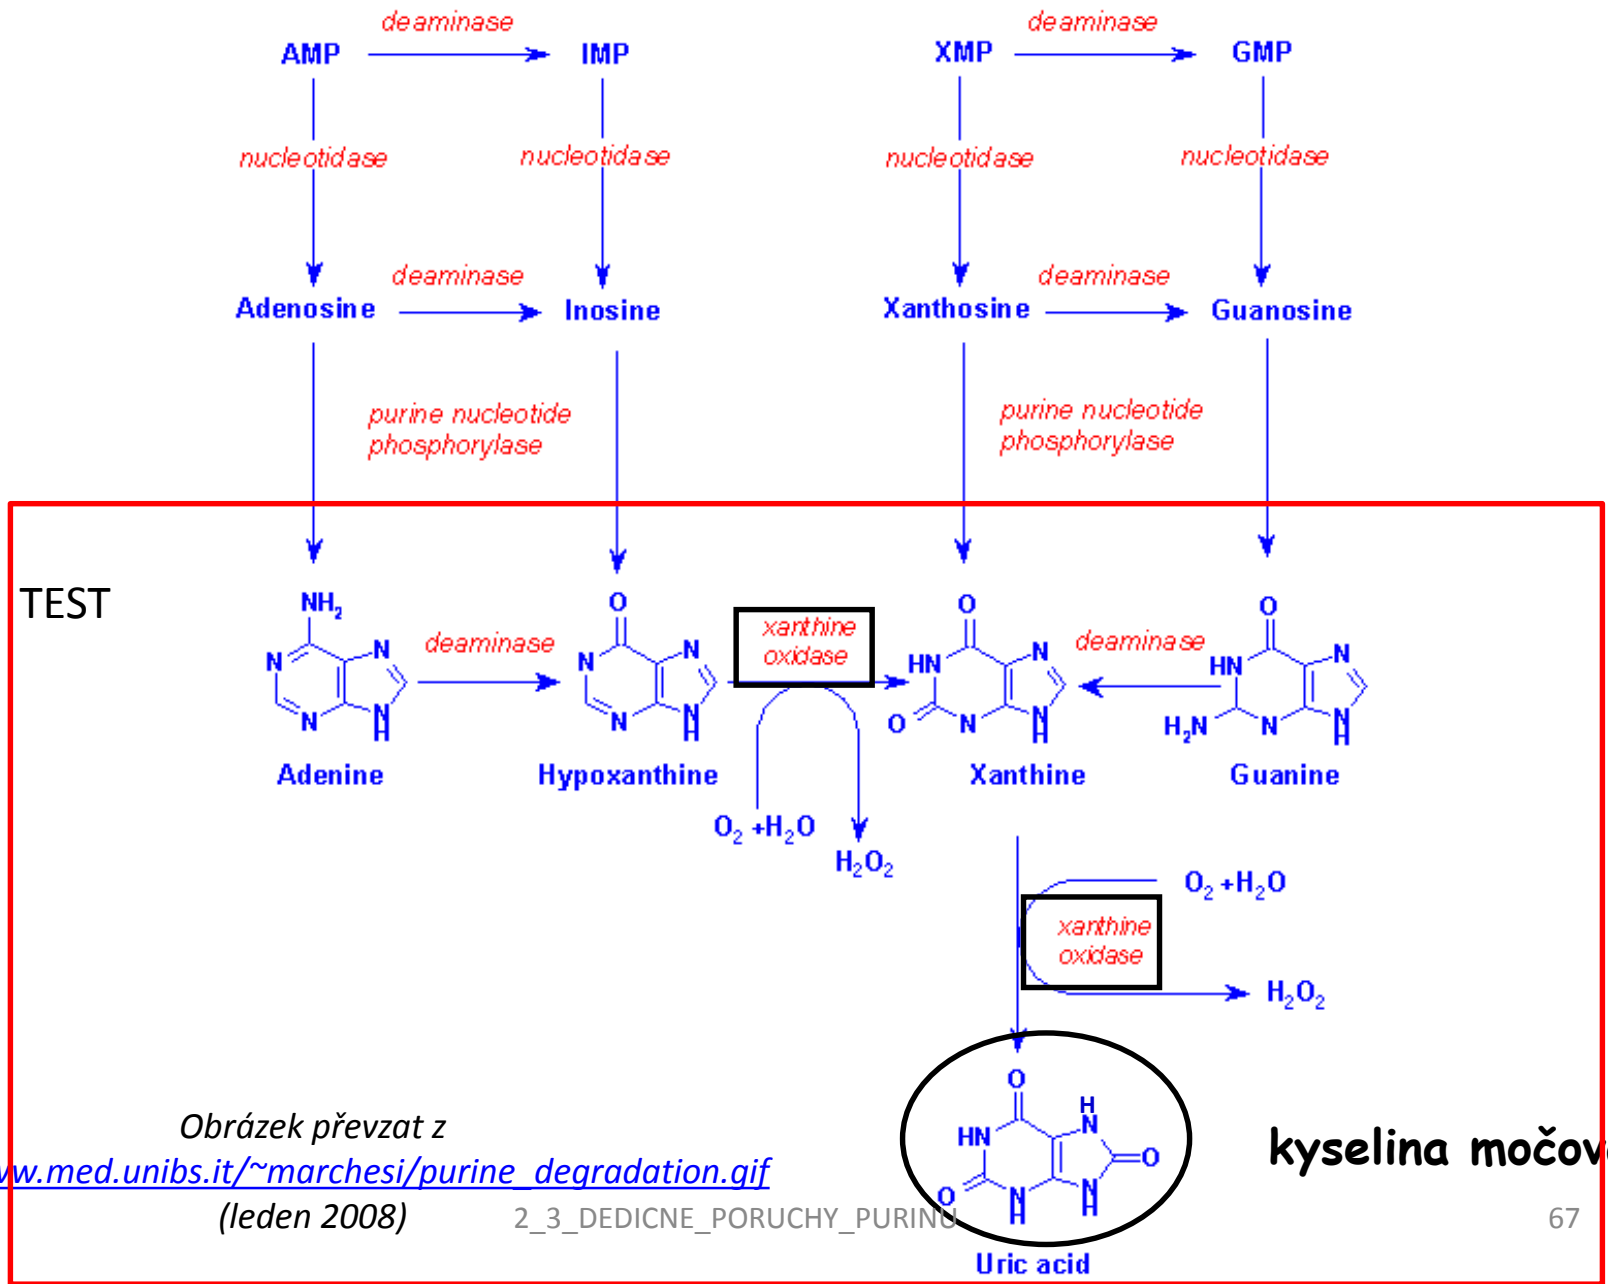 deaminase
deaminase
AMP
IMP
XMP
GMP
nucleotidase
nucleotidase
nucleotidase
nucleotidase
deaminase
deaminase
Adenosine
Inosine
Xanthosine
Guanosine
purine nucleotide
phosphorylase
purine nucleotide
phosphorylase
TEST
NH₂
N
N
N
N
H
deaminase
O
N
N
N
N
H
xanthine
oxidase
O
HN
N
O
N
N
H
deaminase
O
HN
N
H₂N
N
N
H
Adenine
Hypoxanthine
Xanthine
Guanine
O₂ +H₂O
H₂O₂
O₂ +H₂O
xanthine
oxidase
H₂O₂
O
H
HN
N
O
O
N
H
N
H
Uric acid
kyselina močov
Obrázek převzat z
w.med.unibs.it/~marchesi/purine_degradation.gif
(leden 2008)
2_3_DEDICNE_PORUCHY_PURINU
67